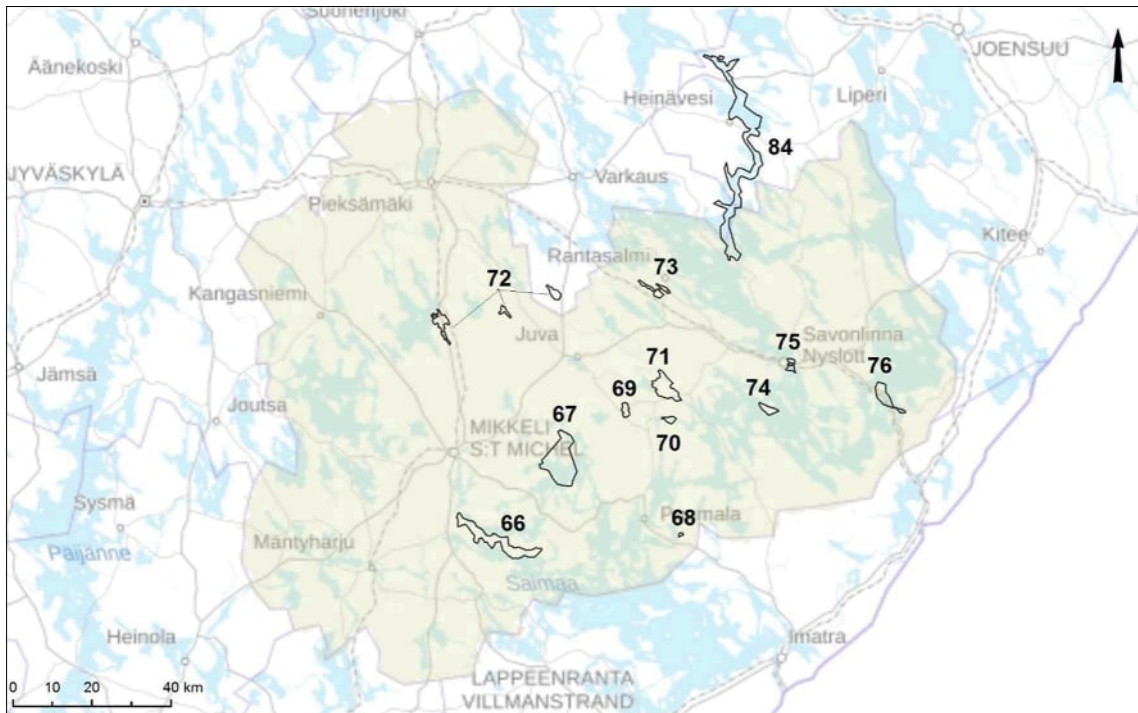 Suonenjoki
JOENSUU
Äänekoski
Liperi
Heinävesi
84
JYVÄSKYLÄ
Varkaus
Pieksämäki
Kitee
Rantasalmi
73
72
Kangasniemi
Juva
75
Savonlinna
Nyslott
71
76
Jämsä
69
74
Joutsa
67
MIKKELI
S:T MICHEL
70
Sysmä
66
Puumala
68
Mäntyharju
Päijänne
Saimaa
Heinola
Imatra
LAPPEENRANTA
VILLMANSTRAND
0 10 20 40 km